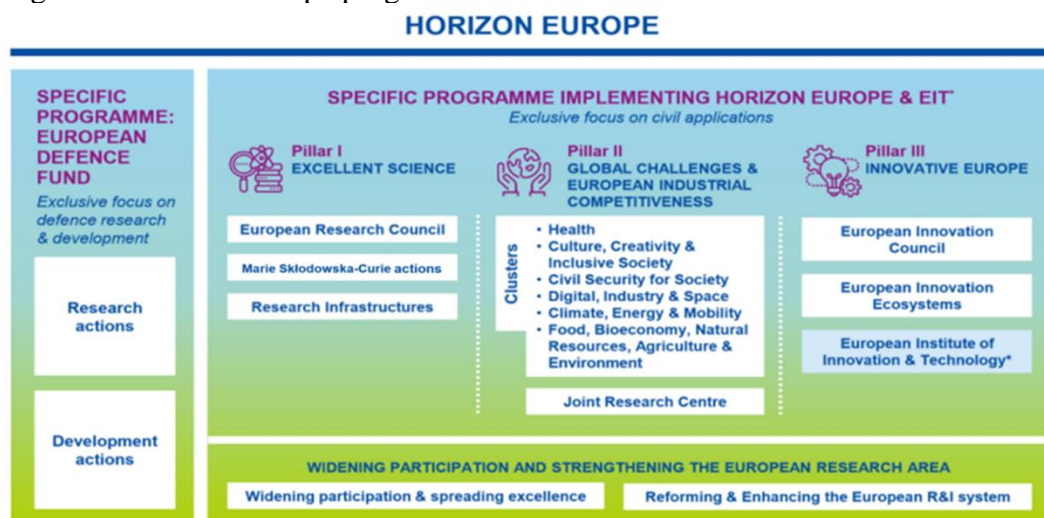 HORIZON EUROPE
SPECIFIC
PROGRAMME:
EUROPEAN
DEFENCE
FUND
Exclusive focus on
defence research
& development
Research
actions
Development
actions
SPECIFIC PROGRAMME IMPLEMENTING HORIZON EUROPE & EIT*
Exclusive focus on civil applications
Pillar I
EXCELLENT SCIENCE
European Research Council
Marie Skłodowska-Curie actions
Research Infrastructures
Pillar II
GLOBAL CHALLENGES &
EUROPEAN INDUSTRIAL
COMPETITIVENESS
Clusters
• Health
• Culture, Creativity &
Inclusive Society
• Civil Security for Society
• Digital, Industry & Space
• Climate, Energy & Mobility
• Food, Bioeconomy, Natural
Resources, Agriculture &
Environment
Joint Research Centre
Pillar III
INNOVATIVE EUROPE
European Innovation
Council
European Innovation
Ecosystems
European Institute of
Innovation & Technology*
WIDENING PARTICIPATION AND STRENGTHENING THE EUROPEAN RESEARCH AREA
Widening participation & spreading excellence
Reforming & Enhancing the European R&I system